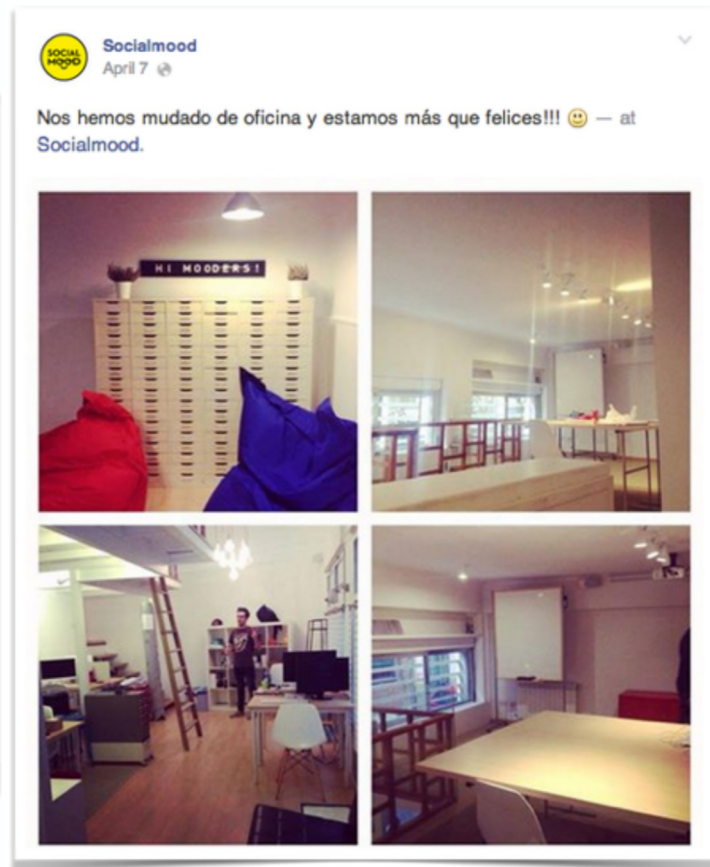 SOCIAL
MOOD
Socialmood
April 7
Nos hemos mudado de oficina y estamos más que felices!!! 🙂 — at
Socialmood.
HI MOODERS!